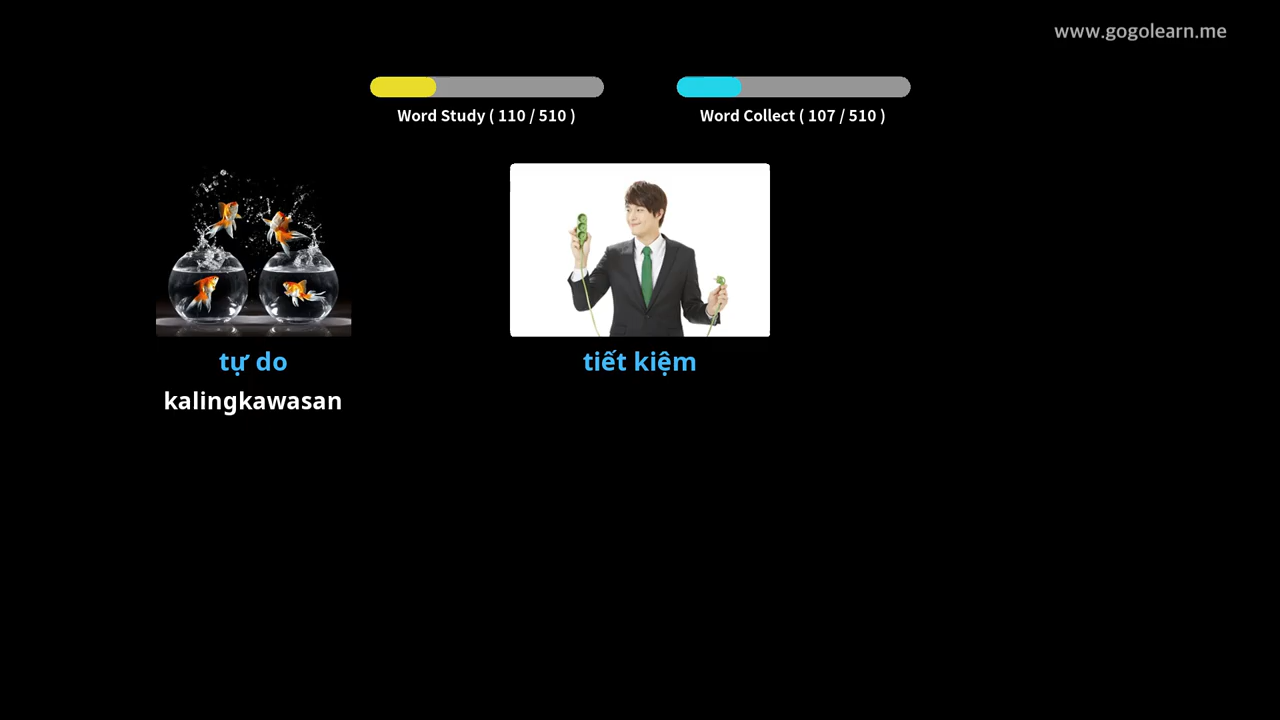 www.gogolearn.me
Word Study ( 110 / 510 )
Word Collect ( 107 / 510 )
tự do
kalingkawasan
tiết kiệm